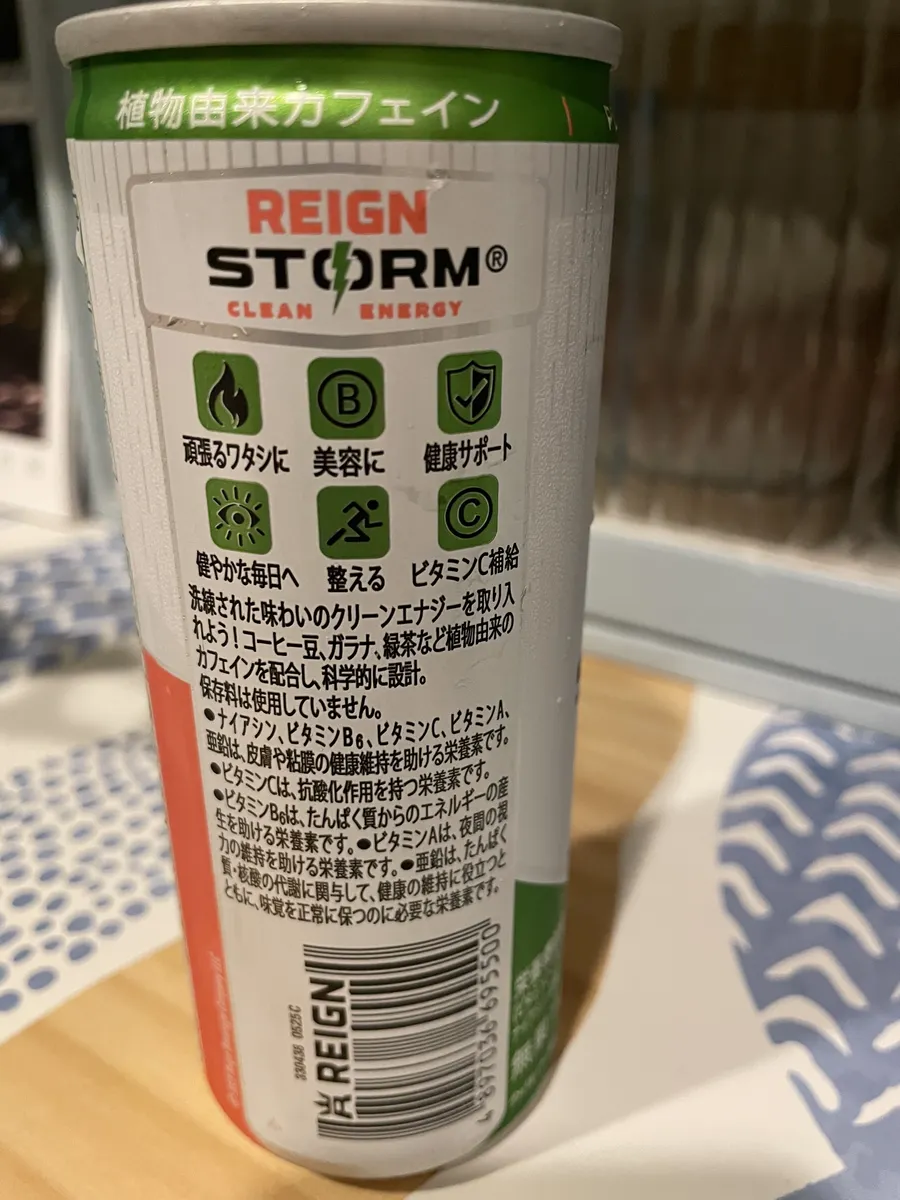 植物由来カフェイン
REIGN
STORM®
CLEAN ENERGY
B
頑張るワタシに 美容に 健康サポート
C
健やかな毎日へ 整える ビタミンC補給
洗練された味わいのクリーンエナジーを取り入
れよう!コーヒー豆、ガラナ、緑茶など植物由来の
カフェインを配合し、科学的に設計。
保存料は使用していません。
●ナイアシン、ビタミンB6、ビタミンC、ビタミンA、
亜鉛は、皮膚や粘膜の健康維持を助ける栄養素です。
●ビタミンCは、抗酸化作用を持つ栄養素です。
●ビタミンB6は、たんぱく質からのエネルギーの産
生を助ける栄養素です。●ビタミンAは、夜間の視
力の維持を助ける栄養素です。●亜鉛は、たんぱく
質・核酸の代謝に関与して、健康の維持に役立つと
ともに、味覚を正常に保つのに必要な栄養素です。
330438 0525C
REIGN
4 897036 695500